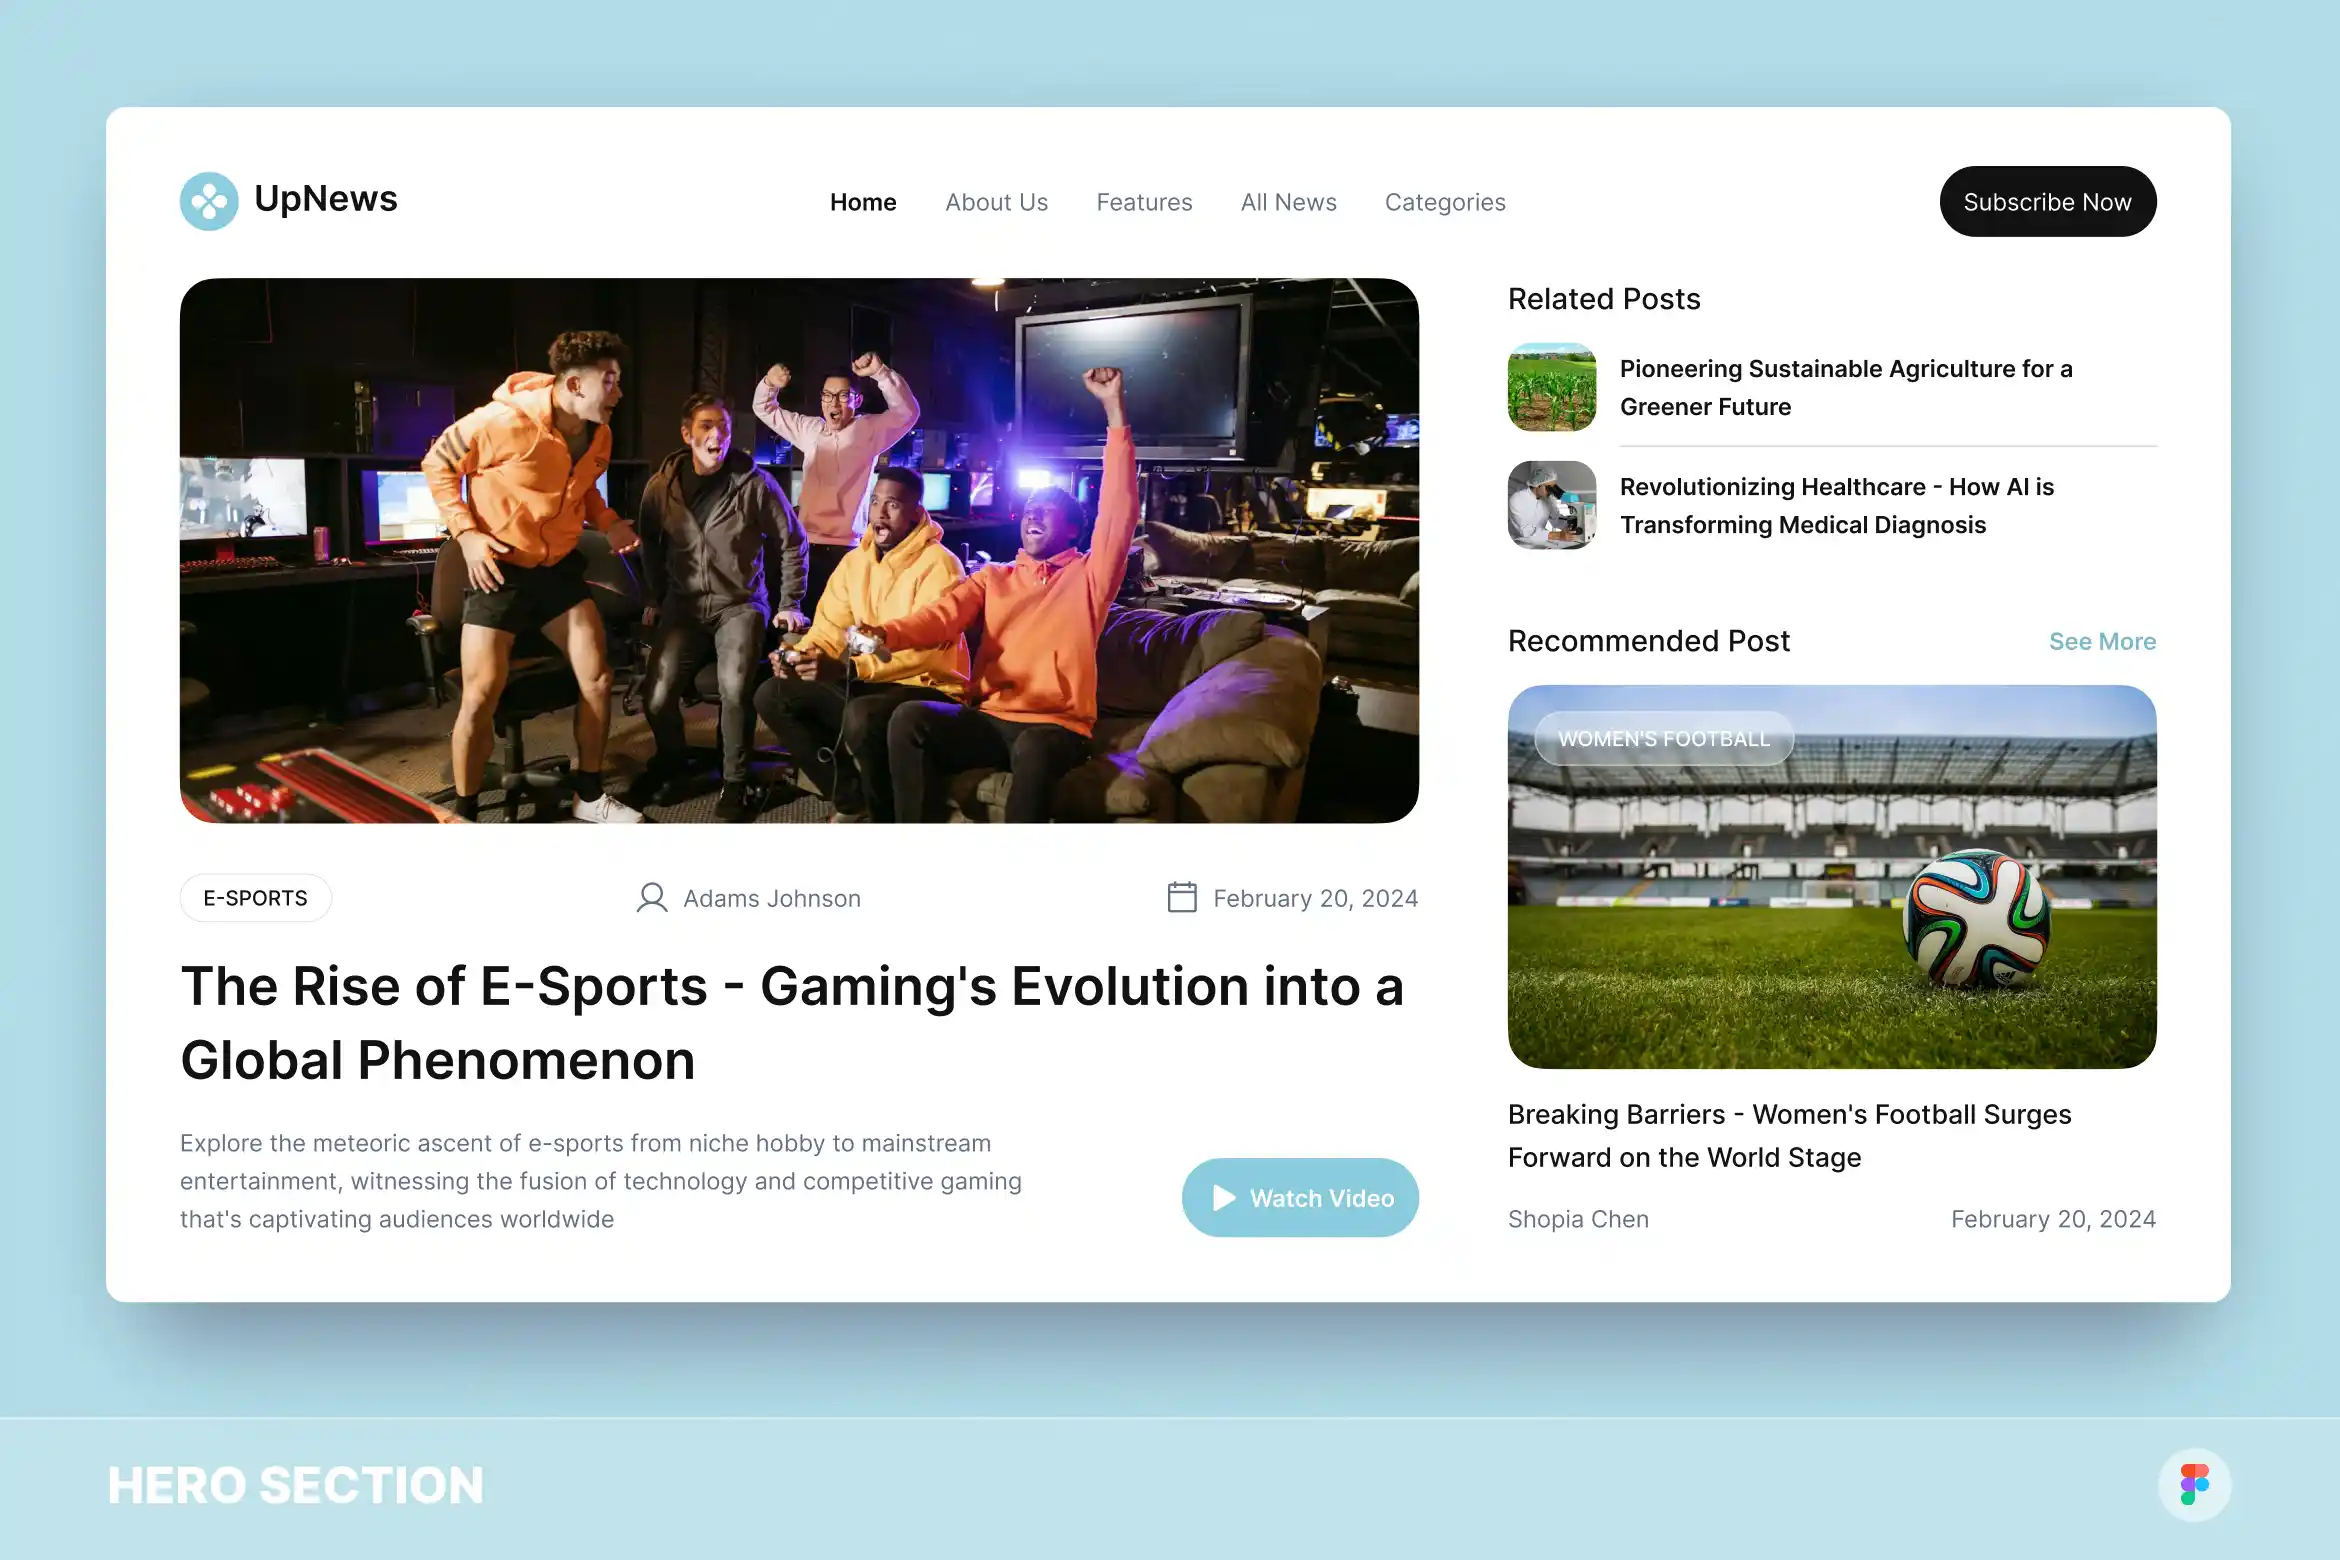 UpNews
Home
About Us
Features
All News
Categories
Subscribe Now
E-SPORTS
Adams Johnson
February 20, 2024
The Rise of E-Sports - Gaming's Evolution into a
Global Phenomenon
Explore the meteoric ascent of e-sports from niche hobby to mainstream
entertainment, witnessing the fusion of technology and competitive gaming
that's captivating audiences worldwide
Watch Video
Related Posts
Pioneering Sustainable Agriculture for a
Greener Future
Revolutionizing Healthcare - How AI is
Transforming Medical Diagnosis
Recommended Post
See More
WOMEN'S FOOTBALL
Breaking Barriers - Women's Football Surges
Forward on the World Stage
Shopia Chen
February 20, 2024
HERO SECTION